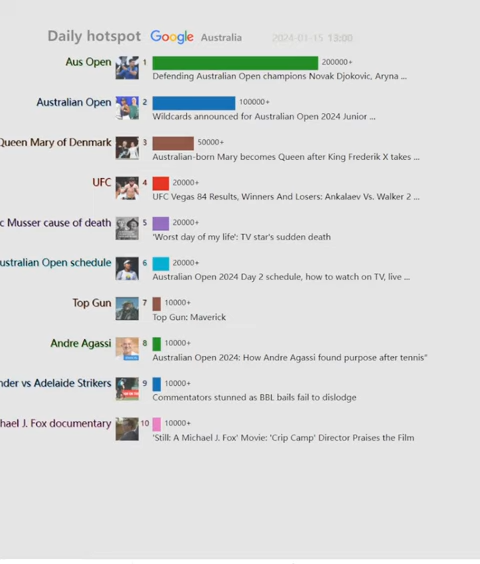 Daily hotspot Google Australia 2024-01-15 13:00
Aus Open 1 200000+
Defending Australian Open champions Novak Djokovic, Aryna ...
Australian Open 2 100000+
Wildcards announced for Australian Open 2024 Junior ...
Queen Mary of Denmark 3 50000+
Australian-born Mary becomes Queen after King Frederik X takes ...
UFC 4 20000+
UFC Vegas 84 Results, Winners And Losers: Ankalaev Vs. Walker 2 ...
c Musser cause of death 5 20000+
'Worst day of my life': TV star's sudden death
ustralian Open schedule 6 20000+
Australian Open 2024 Day 2 schedule, how to watch on TV, live ...
Top Gun 7 10000+
Top Gun: Maverick
Andre Agassi 8 10000+
Australian Open 2024: How Andre Agassi found purpose after tennis"
nder vs Adelaide Strikers 9 10000+
Commentators stunned as BBL bails fail to dislodge
hael J. Fox documentary 10 10000+
'Still: A Michael J. Fox' Movie: 'Crip Camp' Director Praises the Film